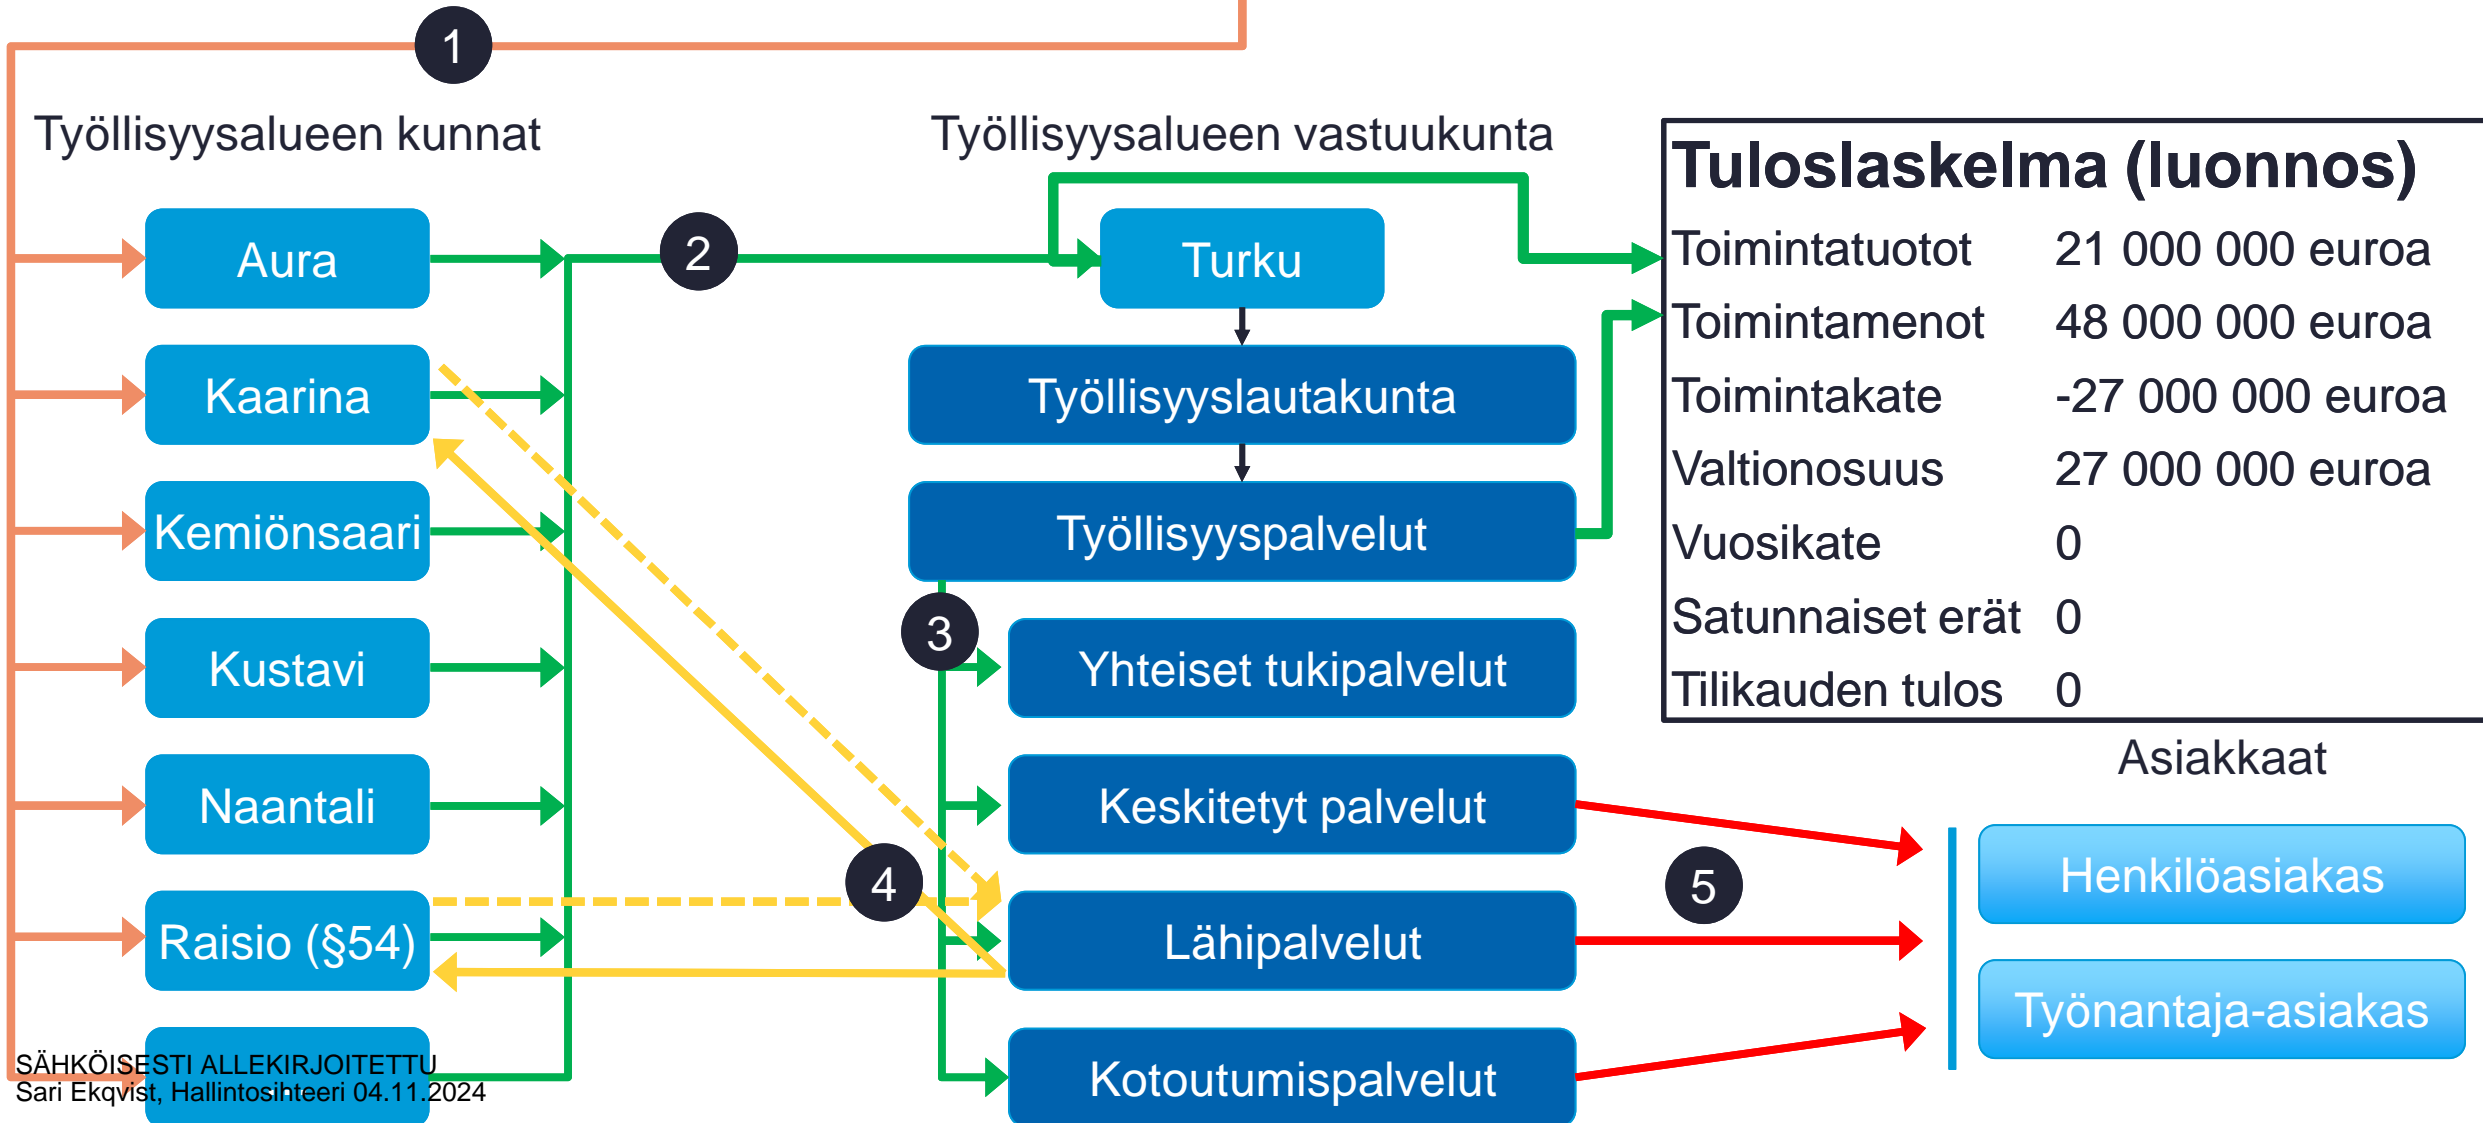 1
Työllisyysalueen kunnat
Työllisyysalueen vastuukunta
Aura
Kaarina
Kemiönsaari
Kustavi
Naantali
Raisio (§54)
...
SÄHKÖISESTI ALLEKIRJOITETTU
Sari Ekqvist, Hallintosihteeri 04.11.2024
2
Turku
Työllisyyslautakunta
Työllisyyspalvelut
3
Yhteiset tukipalvelut
Keskitetyt palvelut
4
Lähipalvelut
Kotoutumispalvelut
Tuloslaskelma (luonnos)
Toimintatuotot 21 000 000 euroa
Toimintamenot 48 000 000 euroa
Toimintakate -27 000 000 euroa
Valtionosuus 27 000 000 euroa
Vuosikate 0
Satunnaiset erät 0
Tilikauden tulos 0
Asiakkaat
5
Henkilöasiakas
Työnantaja-asiakas